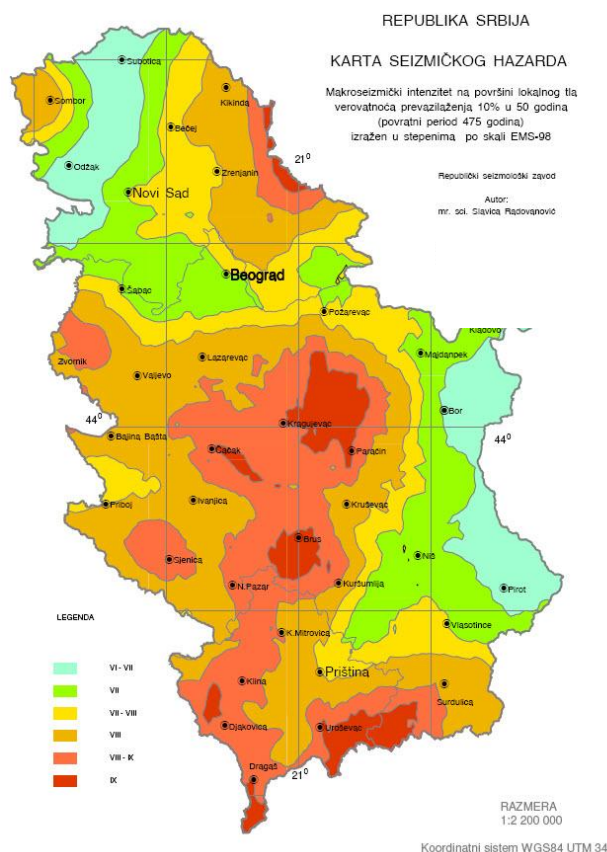 REPUBLIKA SRBIJA
KARTA SEIZMIČKOG HAZARDA
Makroseizmički intenzitet na površini lokalnog tla
verovatnoća prevazilaženja 10% u 50 godina
(povratni period 475 godina)
izražen u stepenima po skali EMS-98
Republički seizmološki zavod
Autor:
mr. sci. Slavica Radovanović
Subotica
Sombor
Kikinda
Bečej
21⁰
Odžak
Zrenjanin
Novi Sad
Beograd
Šabac
Požarevac
Kladovo
Zvornik
Lazarevac
Majdanpek
Valjevo
Bor
44⁰
Kragujevac
44⁰
Bajina Bašta
Čačak
Paraćin
Priboj
Ivanjica
Kruševac
Brus
Sjenica
Niš
N.Pazar
Kuršumlija
Pirot
LEGENDA
K.Mitrovica
Vlasotince
VI - VII
Priština
VII
Klina
Surdulica
VII - VIII
VIII
Djakovica
Uroševac
VIII - IX
Dragaš
21⁰
IX
RAZMERA
1:2 200 000
Koordinatni sistem WGS84 UTM 34